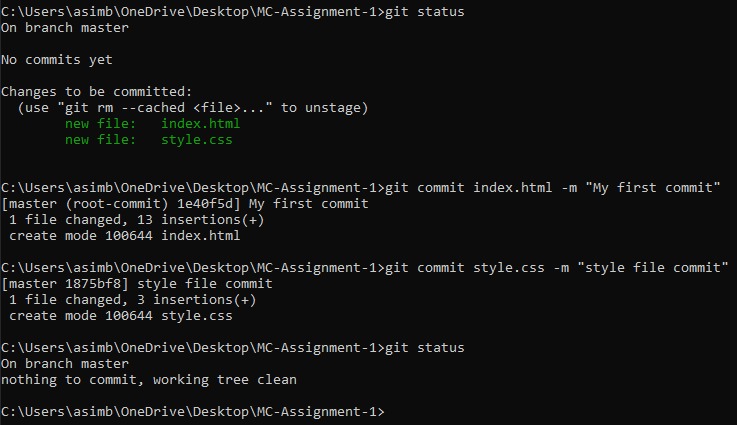 C:\Users\asimb\OneDrive\Desktop\MC-Assignment-1>git status
On branch master
No commits yet
Changes to be committed:
  (use "git rm --cached <file>..." to unstage)
        new file:   index.html
        new file:   style.css
C:\Users\asimb\OneDrive\Desktop\MC-Assignment-1>git commit index.html -m "My first commit"
[master (root-commit) 1e40f5d] My first commit
 1 file changed, 13 insertions(+)
 create mode 100644 index.html
C:\Users\asimb\OneDrive\Desktop\MC-Assignment-1>git commit style.css -m "style file commit"
[master 1875bf8] style file commit
 1 file changed, 3 insertions(+)
 create mode 100644 style.css
C:\Users\asimb\OneDrive\Desktop\MC-Assignment-1>git status
On branch master
nothing to commit, working tree clean
C:\Users\asimb\OneDrive\Desktop\MC-Assignment-1>